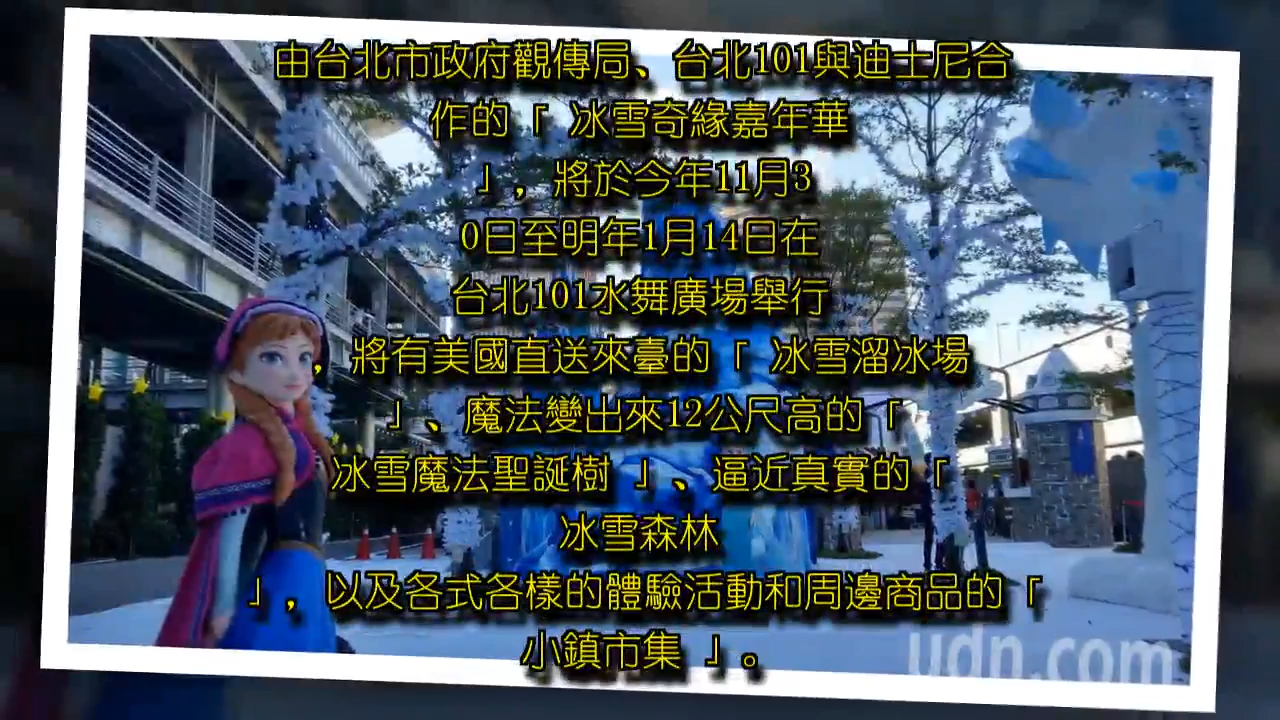 由台北市政府觀傳局、台北101與迪士尼合
作的「 冰雪奇緣嘉年華
」，將於今年11月3
0日至明年1月14日在
台北101水舞廣場舉行
，將有美國直送來臺的「 冰雪溜冰場
」、魔法變出來12公尺高的「
冰雪魔法聖誕樹 」、逼近真實的「
冰雪森林
」，以及各式各樣的體驗活動和周邊商品的「
小鎮市集 」。
udn.com